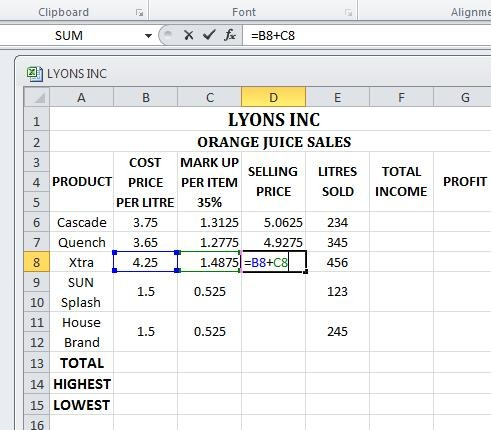 Clipboard Font Alignme
SUM fx =B8+C8
LYONS INC
A B C D E F G
1 LYONS INC
2 ORANGE JUICE SALES
3 COST MARK UP
4 PRODUCT PRICE PER ITEM SELLING PRICE LITRES SOLD TOTAL INCOME PROFIT
5 PER LITRE 35%
6 Cascade 3.75 1.3125 5.0625 234
7 Quench 3.65 1.2775 4.9275 345
8 Xtra 4.25 1.4875 =B8+C8 456
9 SUN 1.5 0.525 123
10 Splash
11 House 1.5 0.525 245
12 Brand
13 TOTAL
14 HIGHEST
15 LOWEST
16